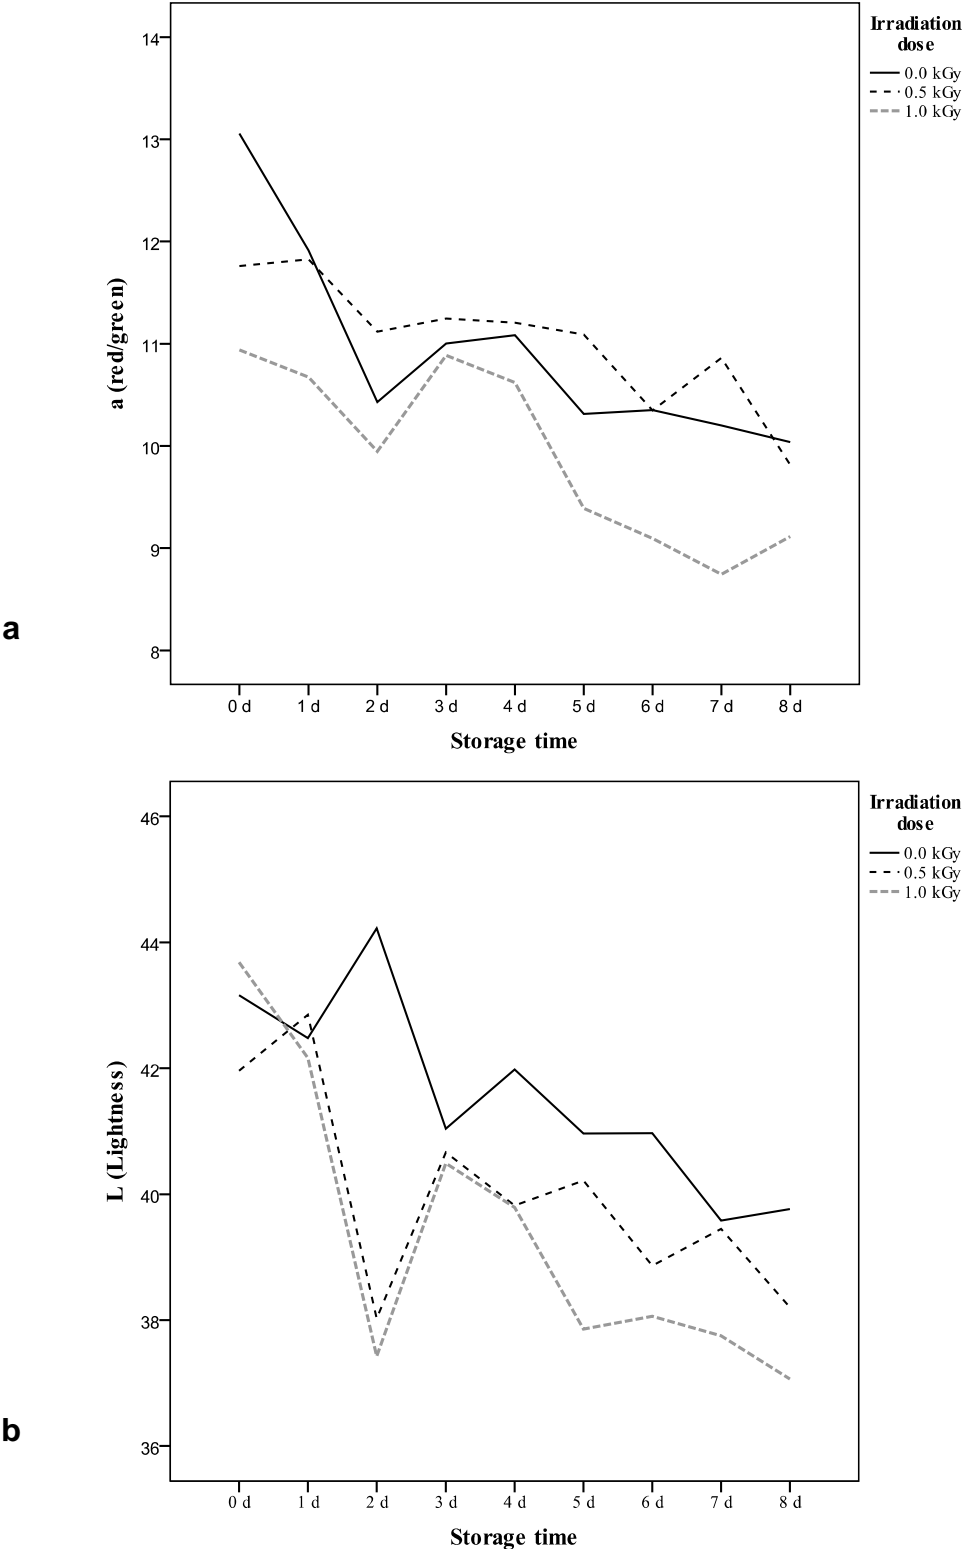 Irradiation
dose
0.0 kGy
0.5 kGy
1.0 kGy
14
13
12
11
10
9
8
a (red/green)
a
0 d 1 d 2 d 3 d 4 d 5 d 6 d 7 d 8 d
Storage time
Irradiation
dose
0.0 kGy
0.5 kGy
1.0 kGy
46
44
42
40
38
36
L (Lightness)
b
0 d 1 d 2 d 3 d 4 d 5 d 6 d 7 d 8 d
Storage time